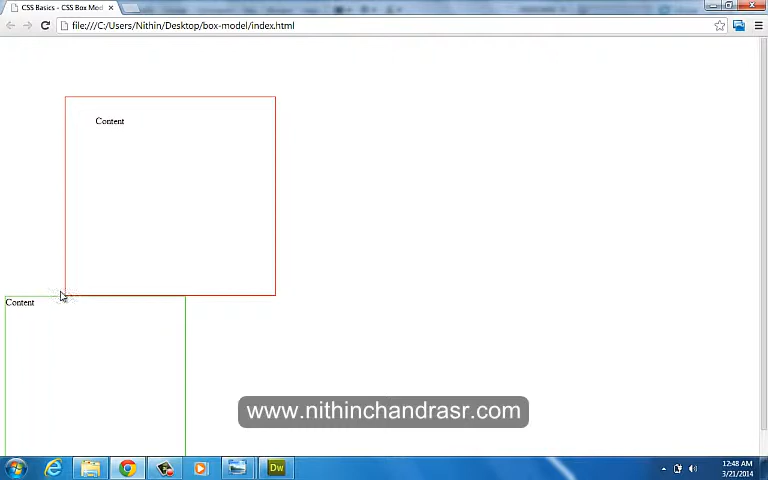 CSS Basics - CSS Box Mod
file:///C:/Users/Nithin/Desktop/box-model/index.html
Content
Content
www.nithinchandrasr.com
Dw
12:48 AM
3/21/2014